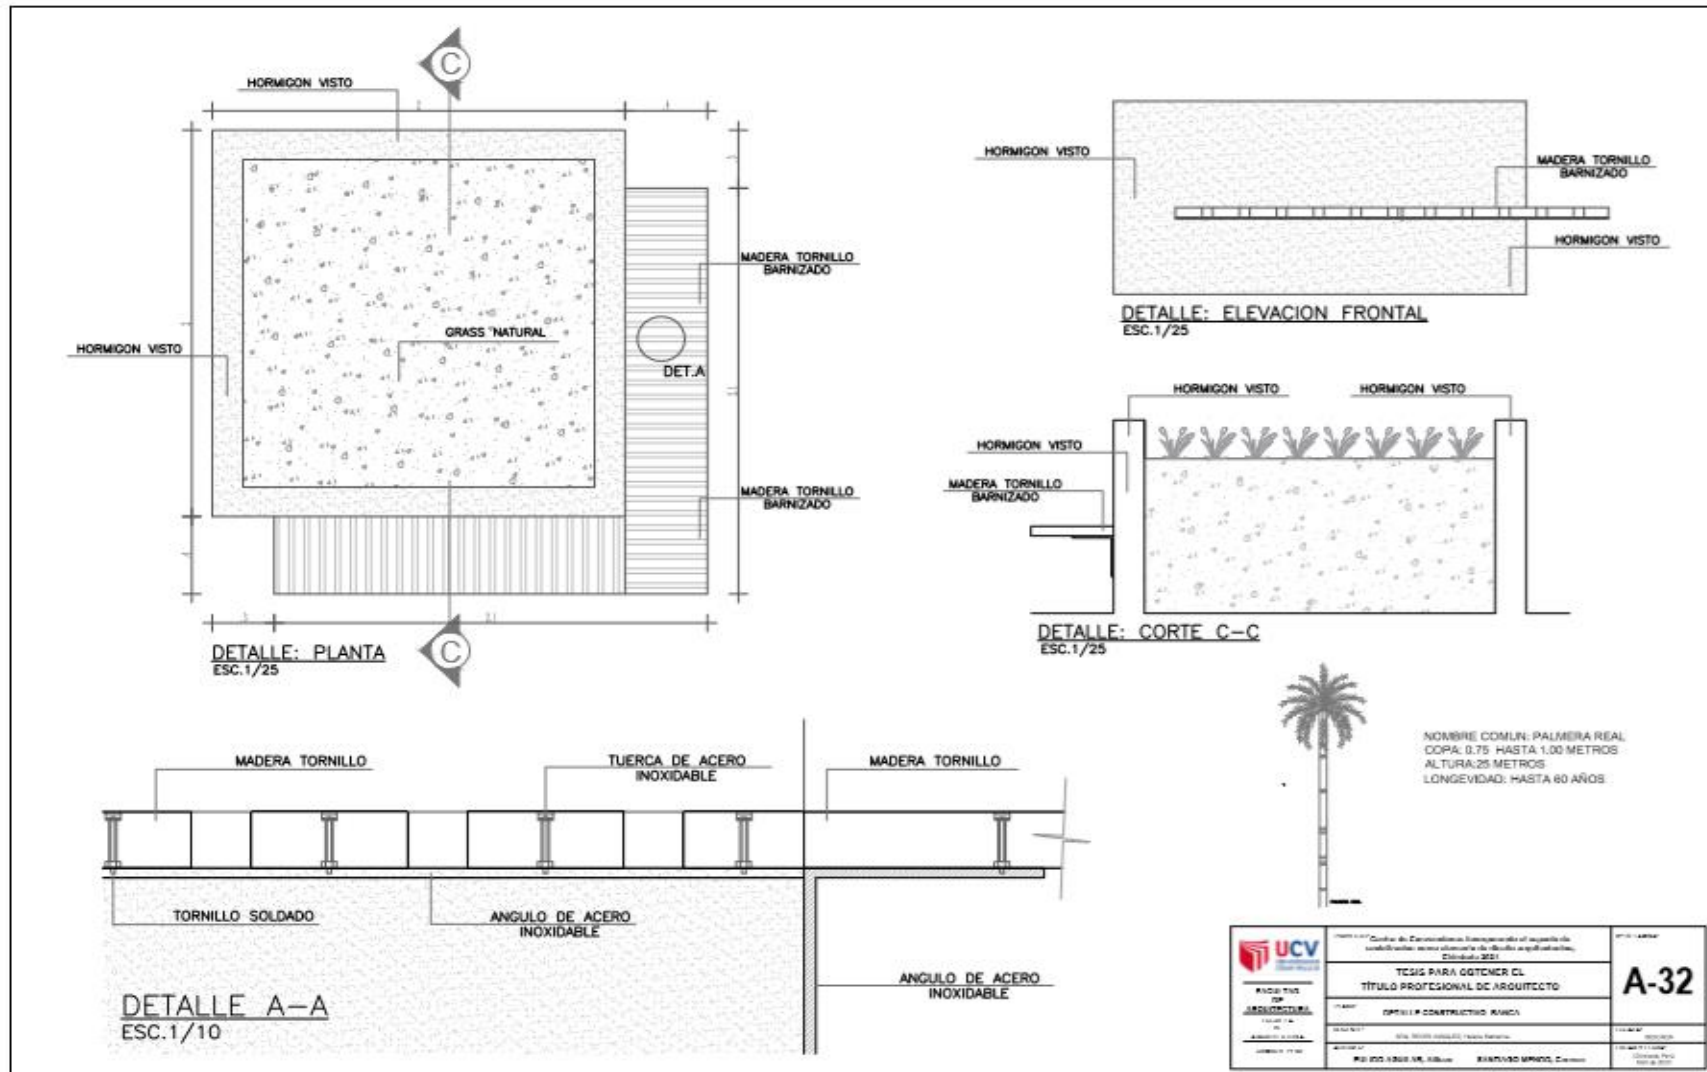 C
HORMIGON VISTO
MADERA TORNILLO
BARNIZADO
GRASS NATURAL
HORMIGON VISTO
DET.A
MADERA TORNILLO
BARNIZADO
C
DETALLE: PLANTA
ESC.1/25
HORMIGON VISTO
MADERA TORNILLO
BARNIZADO
HORMIGON VISTO
DETALLE: ELEVACION FRONTAL
ESC.1/25
HORMIGON VISTO
HORMIGON VISTO
HORMIGON VISTO
MADERA TORNILLO
BARNIZADO
DETALLE: CORTE C-C
ESC.1/25
MADERA TORNILLO
TUERCA DE ACERO
INOXIDABLE
MADERA TORNILLO
TORNILLO SOLDADO
ANGULO DE ACERO
INOXIDABLE
ANGULO DE ACERO
INOXIDABLE
DETALLE A-A
ESC.1/10
NOMBRE COMUN: PALMERA REAL
COPA: 0.75 HASTA 1.00 METROS
ALTURA:25 METROS
LONGEVIDAD: HASTA 60 AÑOS
UCV
TESIS PARA OBTENER EL
TÍTULO PROFESIONAL DE ARQUITECTO
DETALLE CONSTRUCTIVO BANCA
A-32